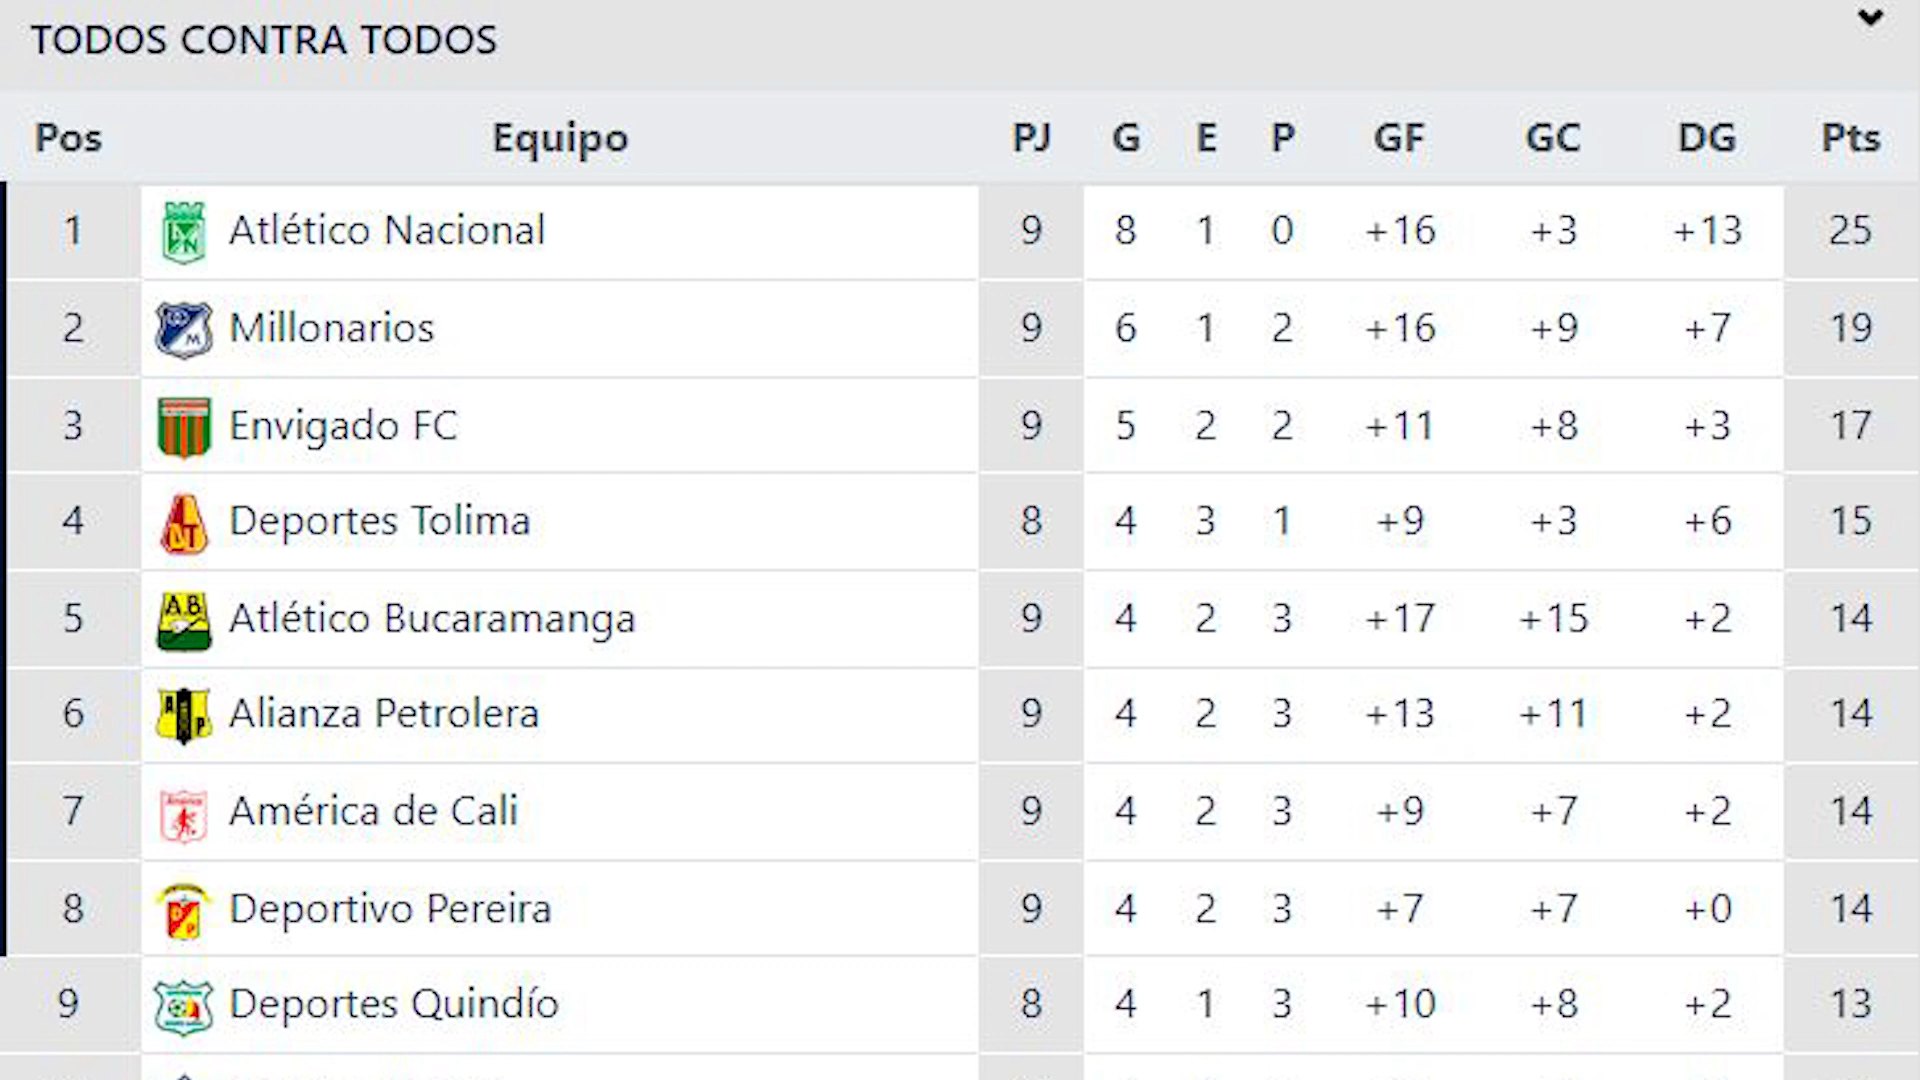 TODOS CONTRA TODOS
Pos Equipo PJ G E P GF GC DG Pts
1 Atlético Nacional 9 8 1 0 +16 +3 +13 25
2 Millonarios 9 6 1 2 +16 +9 +7 19
3 Envigado FC 9 5 2 2 +11 +8 +3 17
4 Deportes Tolima 8 4 3 1 +9 +3 +6 15
5 Atlético Bucaramanga 9 4 2 3 +17 +15 +2 14
6 Alianza Petrolera 9 4 2 3 +13 +11 +2 14
7 América de Cali 9 4 2 3 +9 +7 +2 14
8 Deportivo Pereira 9 4 2 3 +7 +7 +0 14
9 Deportes Quindío 8 4 1 3 +10 +8 +2 13